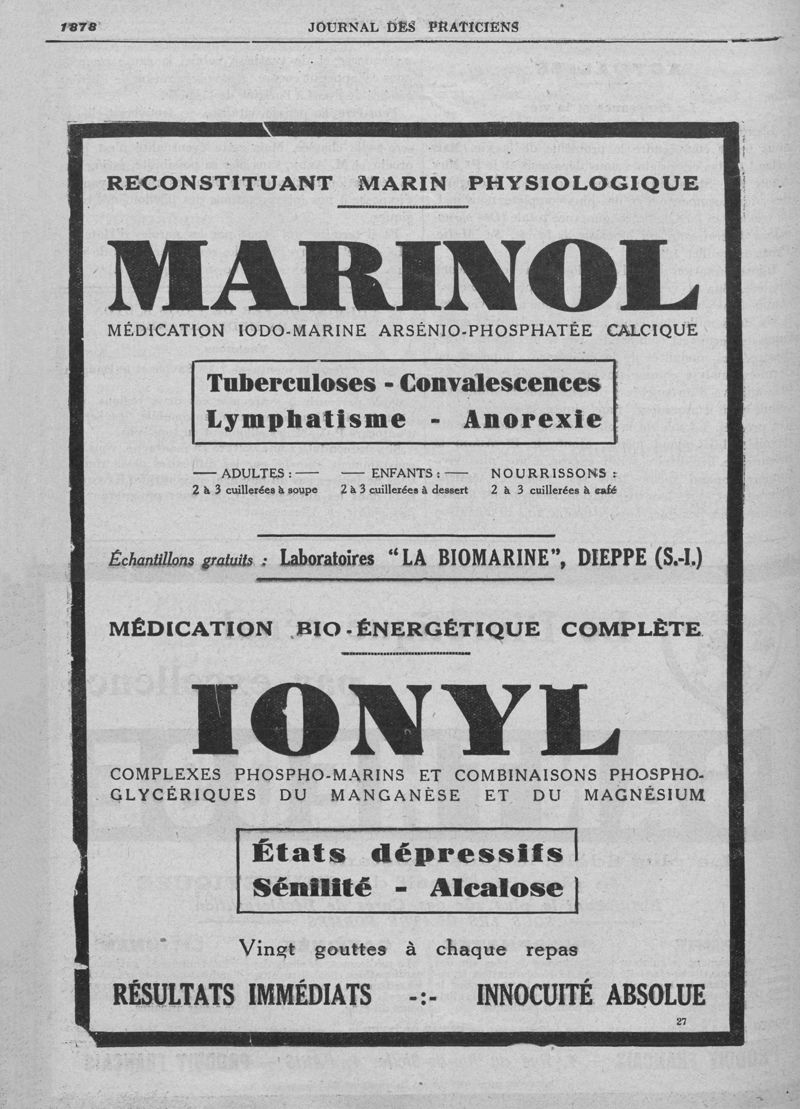 1878
JOURNAL DES PRATICIENS
RECONSTITUANT MARIN PHYSIOLOGIQUE
MARINOL
MÉDICATION IODO-MARINE ARSÉNIO-PHOSPHATÉE CALCIQUE
Tuberculoses - Convalescences
Lymphatisme - Anorexie
— ADULTES : — — ENFANTS : — NOURRISSONS :
2 à 3 cuillerées à soupe 2 à 3 cuillerées à dessert 2 à 3 cuillerées à café
Échantillons gratuits : Laboratoires "LA BIOMARINE", DIEPPE (S.-I.)
MÉDICATION BIO-ÉNERGÉTIQUE COMPLÈTE
IONYL
COMPLEXES PHOSPHO-MARINS ET COMBINAISONS PHOSPHO-
GLYCÉRIQUES DU MANGANÈSE ET DU MAGNÉSIUM
États dépressifs
Sénilité - Alcalose
Vingt gouttes à chaque repas
RÉSULTATS IMMÉDIATS -:- INNOCUITÉ ABSOLUE
27